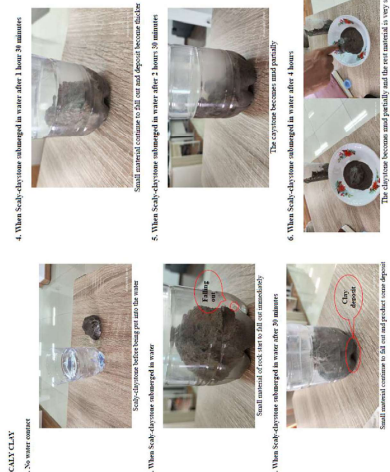 CALY CLAY
.No water contact
Scaly-claystone before being put into the water
. When Scaly-claystone submerged in water
Falling
out
Small material of rock start to fall out immediately
. When Scaly-claystone submerged in water after 30 minutes
Clay
deposit
Small material continue to fall out and product some deposit
4. When Scaly-claystone submerged in water after 1 hour 30 minutes
Small material continue to fall out and deposit become thicker
5. When Scaly-claystone submerged in water after 2 hours 30 minutes
The caystone becomes mud partially
6. When Scaly-claystone submerged in water after 4 hours
The claystone becomes mud partially and the rest material is very s